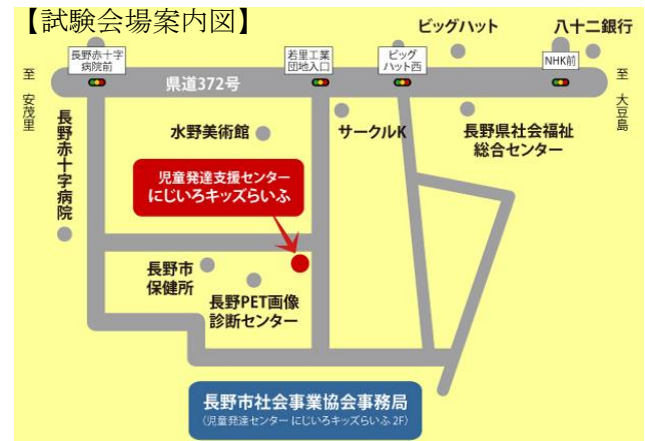 【試験会場案内図】
ビッグハット
八十二銀行
長野赤十字
病院前
若里工業
団地入口
ビッグ
ハット西
NHK前
至 安茂里
県道372号
至 大豆島
長野赤十字病院
水野美術館
サークルK
長野県社会福祉
総合センター
児童発達支援センター
にじいろキッズらいふ
長野市
保健所
長野PET画像
診断センター
長野市社会事業協会事務局
(児童発達センター にじいろキッズらいふ 2F)